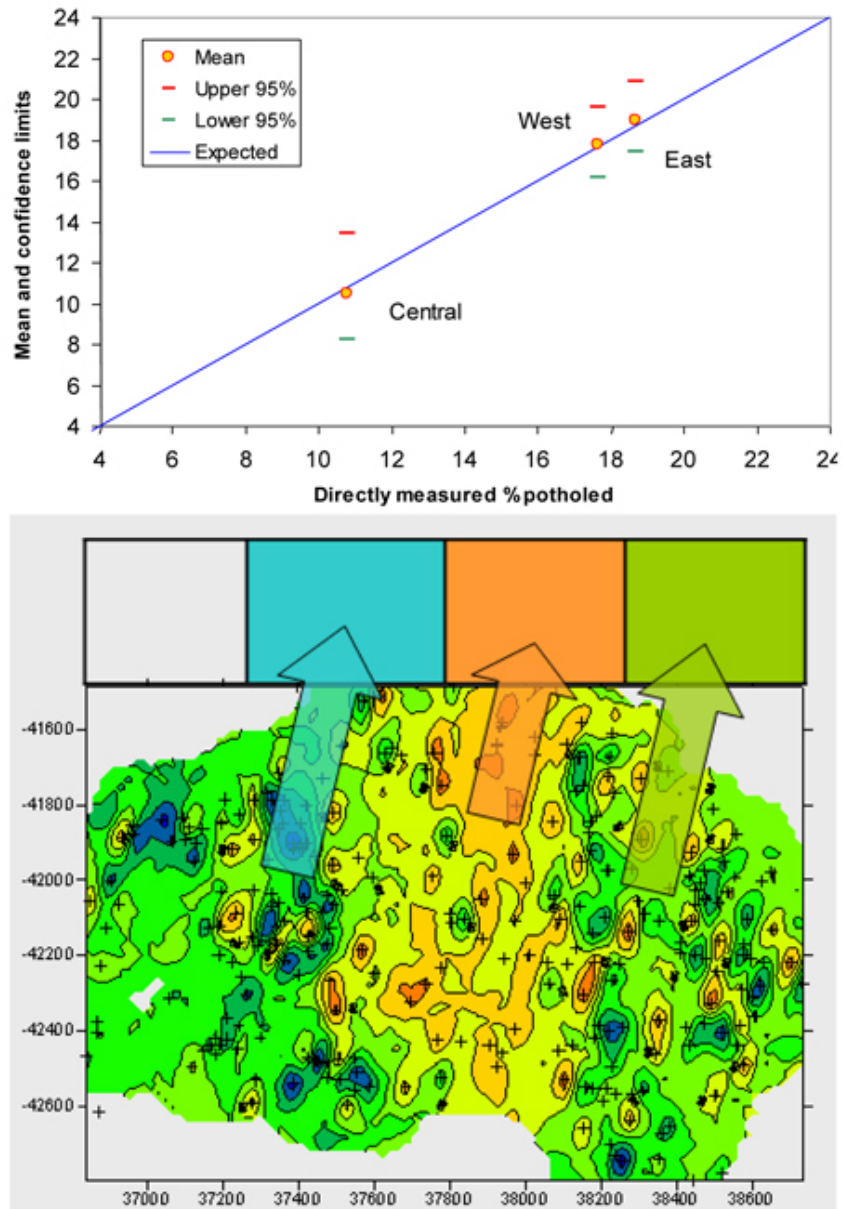 24
22
20
18
16
14
12
10
8
6
4
Mean and confidence limits
Mean
Upper 95%
Lower 95%
Expected
West
East
Central
4 6 8 10 12 14 16 18 20 22 24
Directly measured %potholed
-41600
-41800
-42000
-42200
-42400
-42600
37000 37200 37400 37600 37800 38000 38200 38400 38600